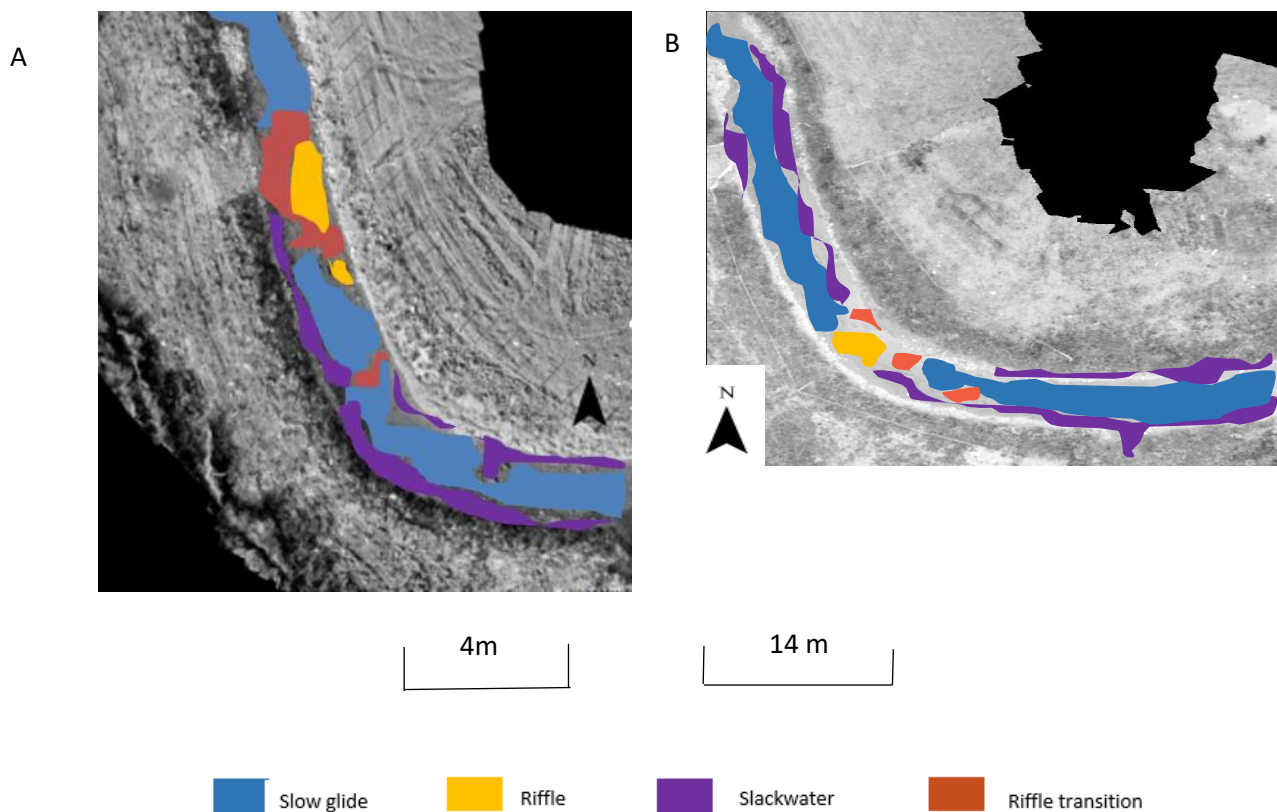 A
B
N
N
4m
14 m
Slow glide
Riffle
Slackwater
Riffle transition